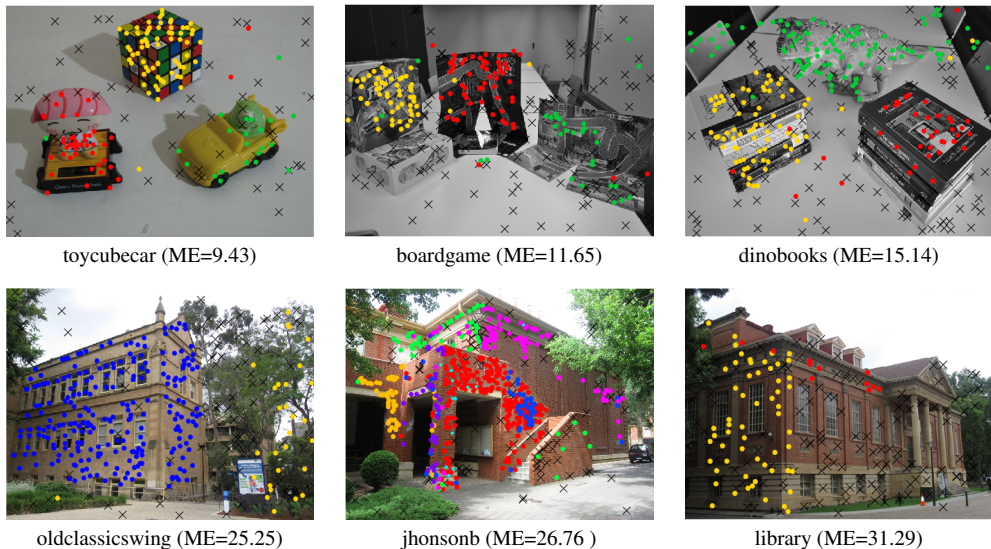 toycubecar (ME=9.43)
boardgame (ME=11.65)
dinobooks (ME=15.14)
oldclassicswing (ME=25.25)
jhonsonb (ME=26.76 )
library (ME=31.29)